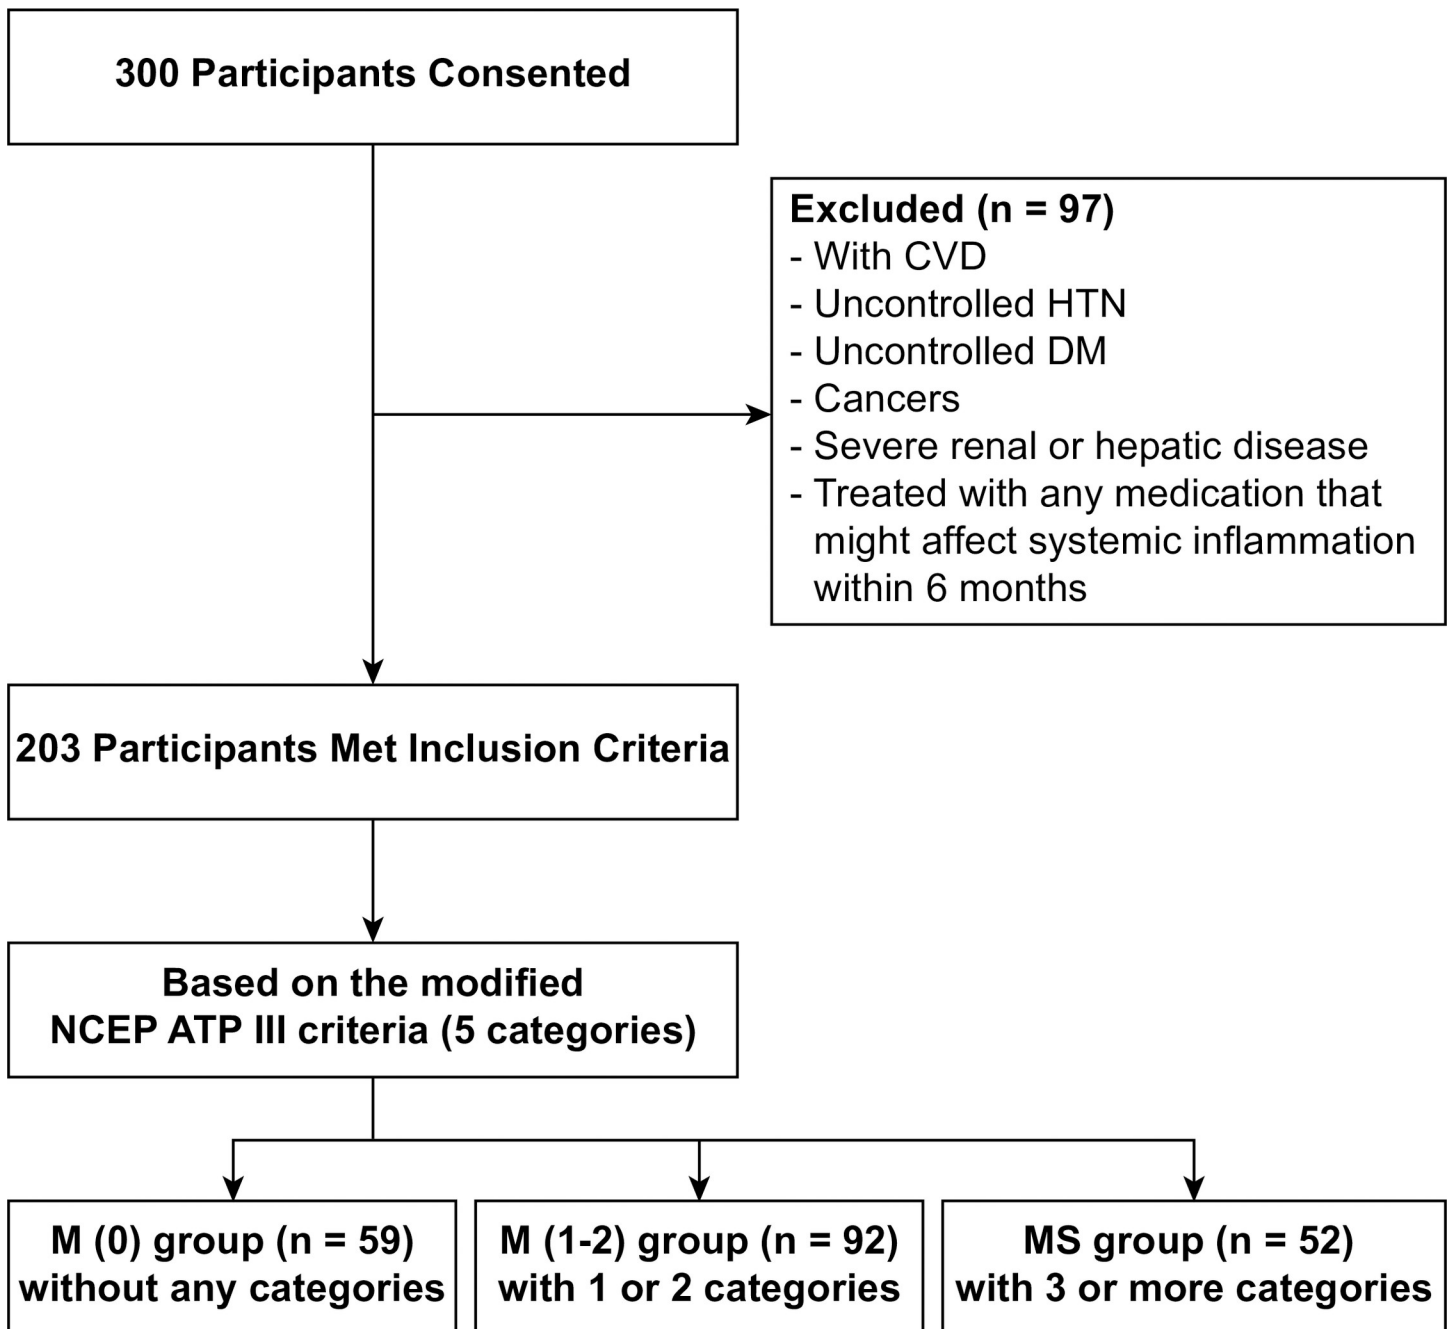 300 Participants Consented
Excluded (n = 97)
- With CVD
- Uncontrolled HTN
- Uncontrolled DM
- Cancers
- Severe renal or hepatic disease
- Treated with any medication that
might affect systemic inflammation
within 6 months
203 Participants Met Inclusion Criteria
Based on the modified
NCEP ATP III criteria (5 categories)
M (0) group (n = 59)
without any categories
M (1-2) group (n = 92)
with 1 or 2 categories
MS group (n = 52)
with 3 or more categories